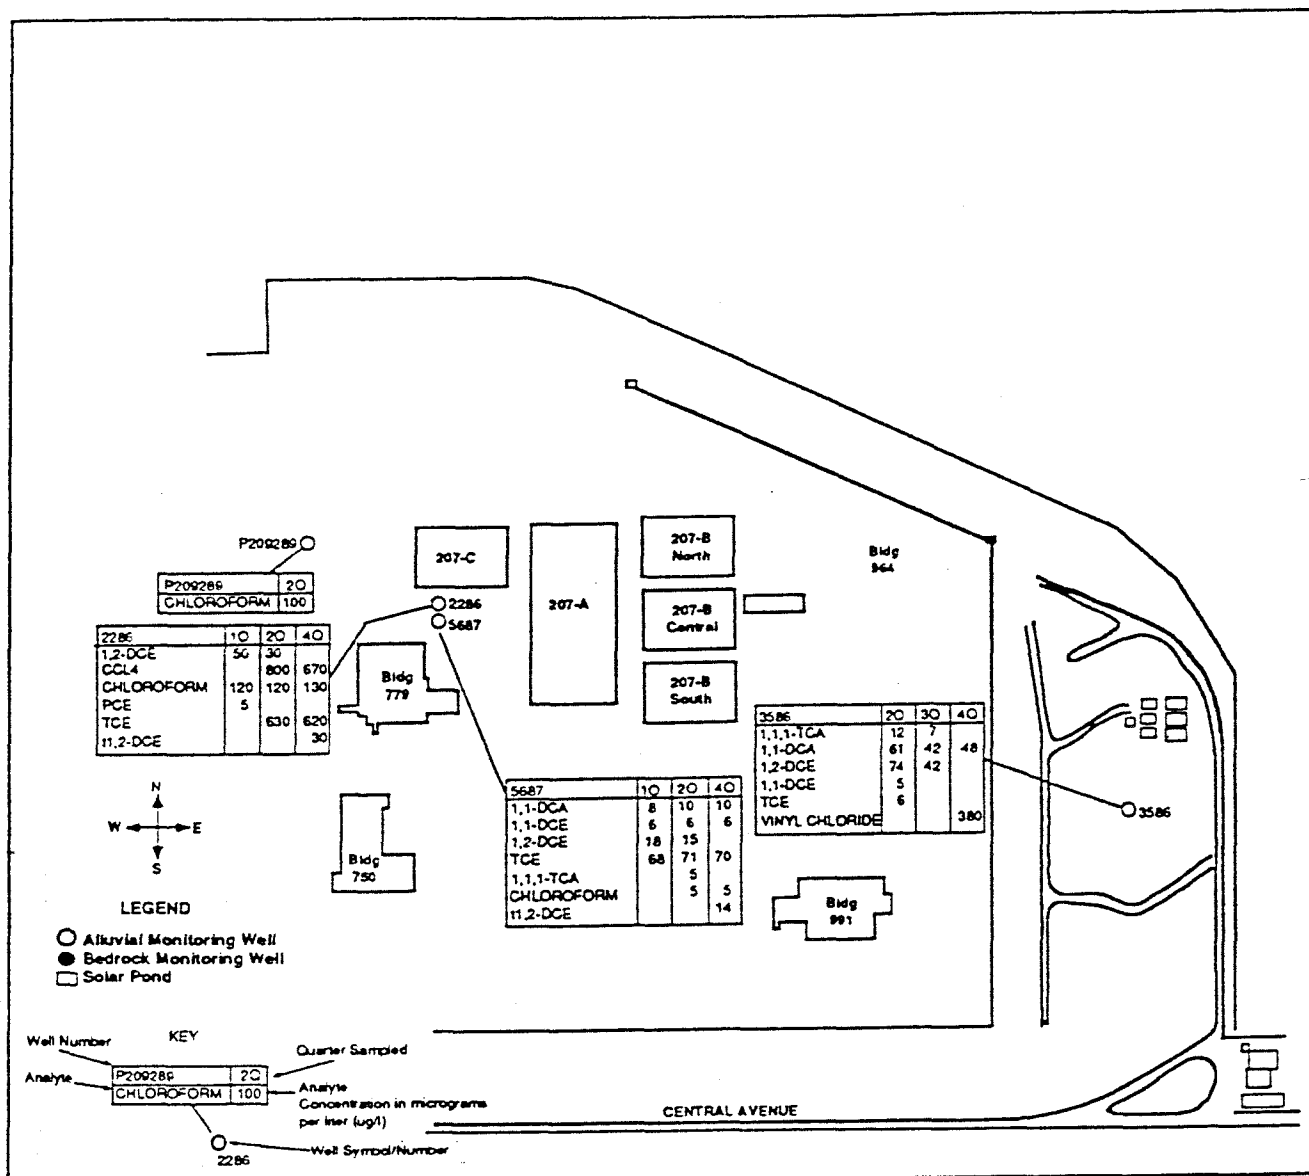 P209289
P209289 2Q
CHLOROFORM 100
207-C
207-A
207-B
North
207-B
Central
207-B
South
Bldg
964
2286
5687
2286 1Q 2Q 4Q
1,2-DCE 50 30
CCL4 800 670
CHLOROFORM 120 120 130
PCE 5
TCE 630 620
t1,2-DCE 30
Bldg
779
3586 2Q 3Q 4Q
1,1,1-TCA 12 7
1,1-DCA 61 42 48
1,2-DCE 74 42
1,1-DCE 5
TCE 6
VINYL CHLORIDE 380
3586
5687 1Q 2Q 4Q
1,1-DCA 8 10 10
1,1-DCE 6 6 6
1,2-DCE 18 15
TCE 68 71 70
1,1,1-TCA 5
CHLOROFORM 5 5
t1,2-DCE 14
N
W E
S
Bldg
750
Bldg
991
LEGEND
Alluvial Monitoring Well
Bedrock Monitoring Well
Solar Pond
KEY
Well Number
Quarter Sampled
P209289 2Q
Analyte
CHLOROFORM 100
Analyte
Concentration in micrograms
per liter (ug/l)
Well Symbol/Number
2286
CENTRAL AVENUE